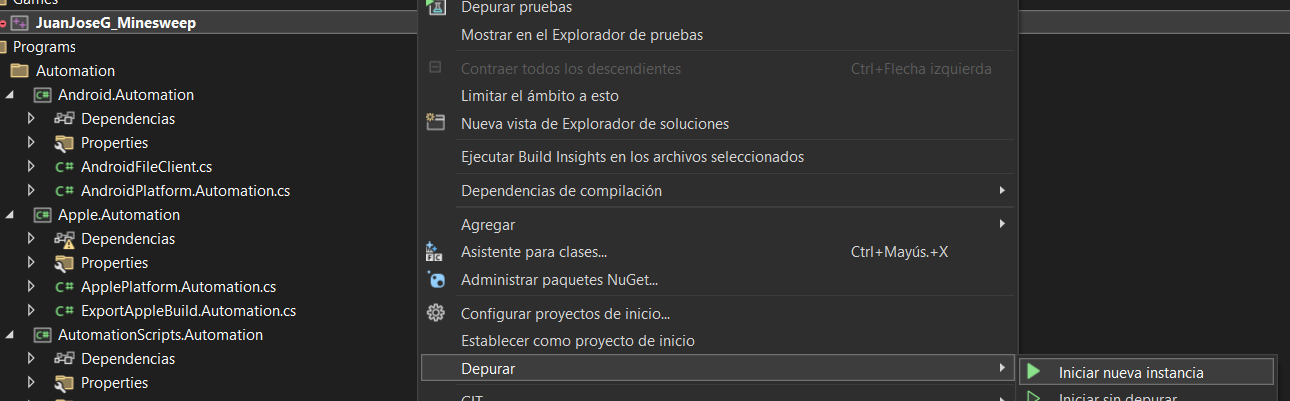 Games
JuanJoseG_Minesweep
Programs
Automation
Android.Automation
Dependencias
Properties
C# AndroidFileClient.cs
C# AndroidPlatform.Automation.cs
Apple.Automation
Dependencias
Properties
C# ApplePlatform.Automation.cs
C# ExportAppleBuild.Automation.cs
AutomationScripts.Automation
Dependencias
Properties
Depurar pruebas
Mostrar en el Explorador de pruebas
Contraer todos los descendientes Ctrl+Flecha izquierda
Limitar el ámbito a esto
Nueva vista de Explorador de soluciones
Ejecutar Build Insights en los archivos seleccionados
Dependencias de compilación
Agregar
Asistente para clases... Ctrl+Mayús.+X
Administrar paquetes NuGet...
Configurar proyectos de inicio...
Establecer como proyecto de inicio
Depurar
GIT
Iniciar nueva instancia
Iniciar sin depurar